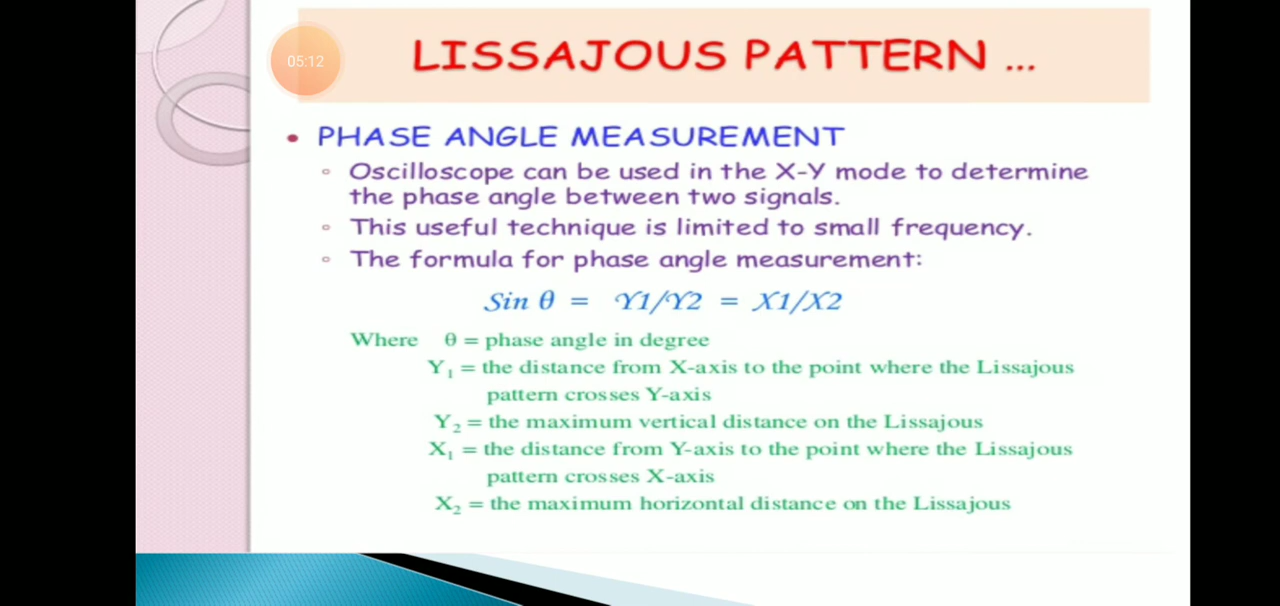 05:12
LISSAJOUS PATTERN ...
• PHASE ANGLE MEASUREMENT
◦ Oscilloscope can be used in the X-Y mode to determine
the phase angle between two signals.
◦ This useful technique is limited to small frequency.
◦ The formula for phase angle measurement:
Sin θ = Y1/Y2 = X1/X2
Where θ = phase angle in degree
Y₁ = the distance from X-axis to the point where the Lissajous
pattern crosses Y-axis
Y₂ = the maximum vertical distance on the Lissajous
X₁ = the distance from Y-axis to the point where the Lissajous
pattern crosses X-axis
X₂ = the maximum horizontal distance on the Lissajous